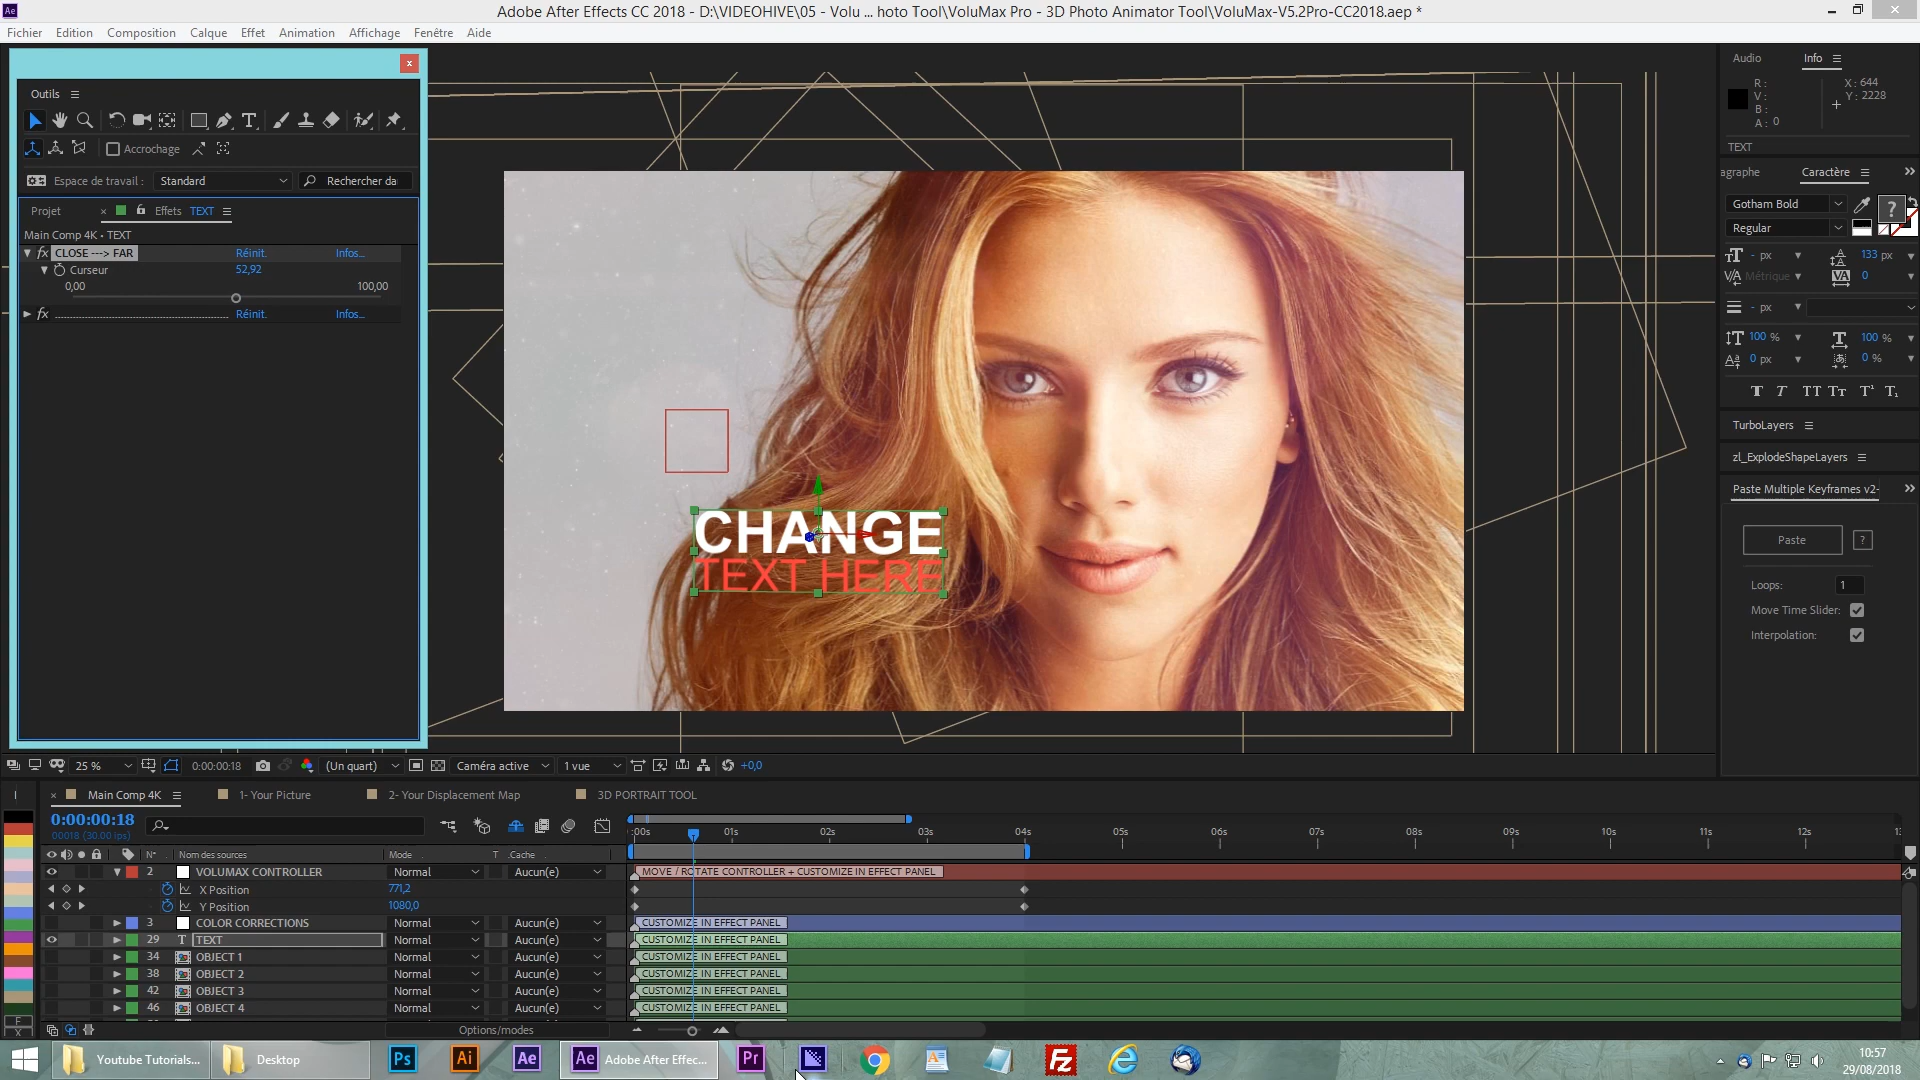 Adobe After Effects CC 2018 - D:\VIDEOHIVE\05 - Volu ... hoto Tool\VoluMax Pro - 3D Photo Animator Tool\VoluMax-V5.2Pro-CC2018.aep *
Fichier Edition Composition Calque Effet Animation Affichage Fenêtre Aide
Outils
Accrochage
Espace de travail : Standard Rechercher da
Projet Effets TEXT
Main Comp 4K • TEXT
fx CLOSE ---> FAR Réinit. Infos...
Curseur 52,92
0,00 100,00
fx Réinit. Infos...
CHANGE
TEXT HERE
Audio Info
R : X : 644
V : Y : 2228
B :
A : 0
TEXT
agraphe Caractère
Gotham Bold
Regular
- px 133 px
Métrique 0
- px
100 % 100 %
0 px 0 %
TurboLayers
zl_ExplodeShapeLayers
Paste Multiple Keyframes v2-
Paste ?
Loops: 1
Move Time Slider:
Interpolation:
25 % 0:00:00:18 (Un quart) Caméra active 1 vue +0,0
Main Comp 4K 1- Your Picture 2- Your Displacement Map 3D PORTRAIT TOOL
0:00:00:18
00018 (30.00 ips)
:00s 01s 02s 03s 04s 05s 06s 07s 08s 09s 10s 11s 12s
N° Nom des sources Mode T .Cache
2 VOLUMAX CONTROLLER Normal Aucun(e) MOVE / ROTATE CONTROLLER + CUSTOMIZE IN EFFECT PANEL
X Position 771,2
Y Position 1080,0
3 COLOR CORRECTIONS Normal Aucun(e) CUSTOMIZE IN EFFECT PANEL
29 T TEXT Normal Aucun(e) CUSTOMIZE IN EFFECT PANEL
34 OBJECT 1 Normal Aucun(e) CUSTOMIZE IN EFFECT PANEL
38 OBJECT 2 Normal Aucun(e) CUSTOMIZE IN EFFECT PANEL
42 OBJECT 3 Normal Aucun(e) CUSTOMIZE IN EFFECT PANEL
46 OBJECT 4 Normal Aucun(e) CUSTOMIZE IN EFFECT PANEL
Options/modes
Youtube Tutorials... Desktop Ps Ai Ae Ae Adobe After Effec... Pr Fz
10:57
29/08/2018